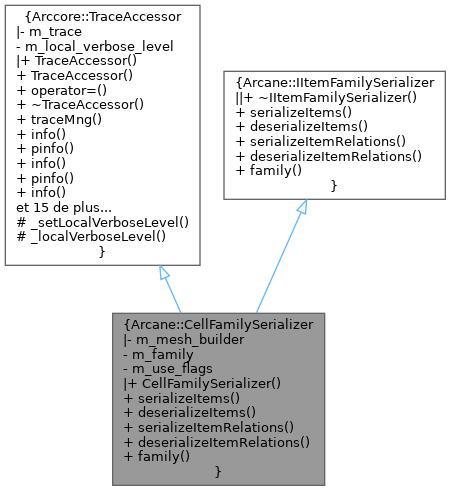 {Arccore::TraceAccessor
|- m_trace
- m_local_verbose_level
|+ TraceAccessor()
+ TraceAccessor()
+ operator=()
+ ~TraceAccessor()
+ traceMng()
+ info()
+ pinfo()
+ info()
+ pinfo()
+ info()
et 15 de plus...
# _setLocalVerboseLevel()
# _localVerboseLevel()
}
{Arcane::IItemFamilySerializer
||+ ~IItemFamilySerializer()
+ serializeItems()
+ deserializeItems()
+ serializeItemRelations()
+ deserializeItemRelations()
+ family()
}
{Arcane::CellFamilySerializer
|- m_mesh_builder
- m_family
- m_use_flags
|+ CellFamilySerializer()
+ serializeItems()
+ deserializeItems()
+ serializeItemRelations()
+ deserializeItemRelations()
+ family()
}